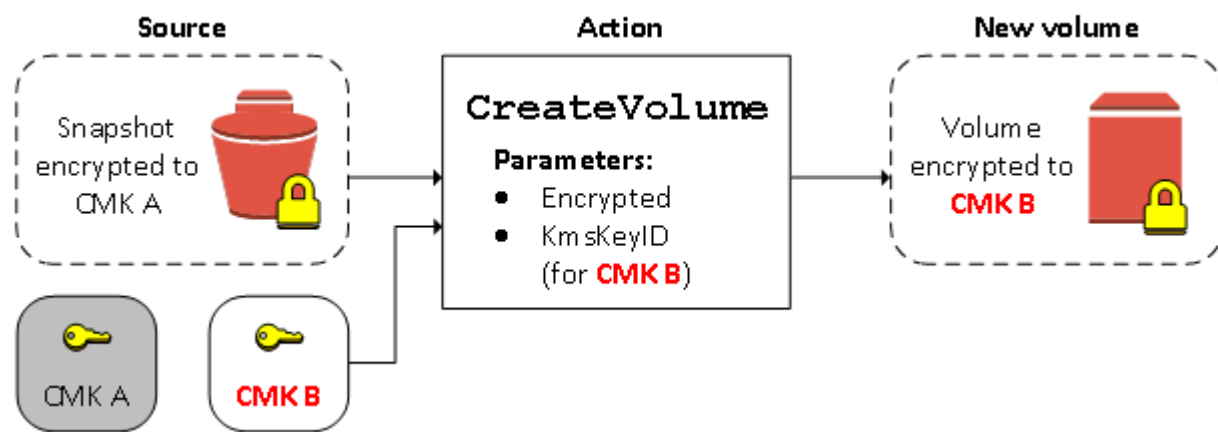 Source
Action
New volume
Snapshot
encrypted to
CMK A
CreateVolume
Parameters:
● Encrypted
● KmsKeyID
(for CMK B)
Volume
encrypted to
CMK B
CMK A
CMK B